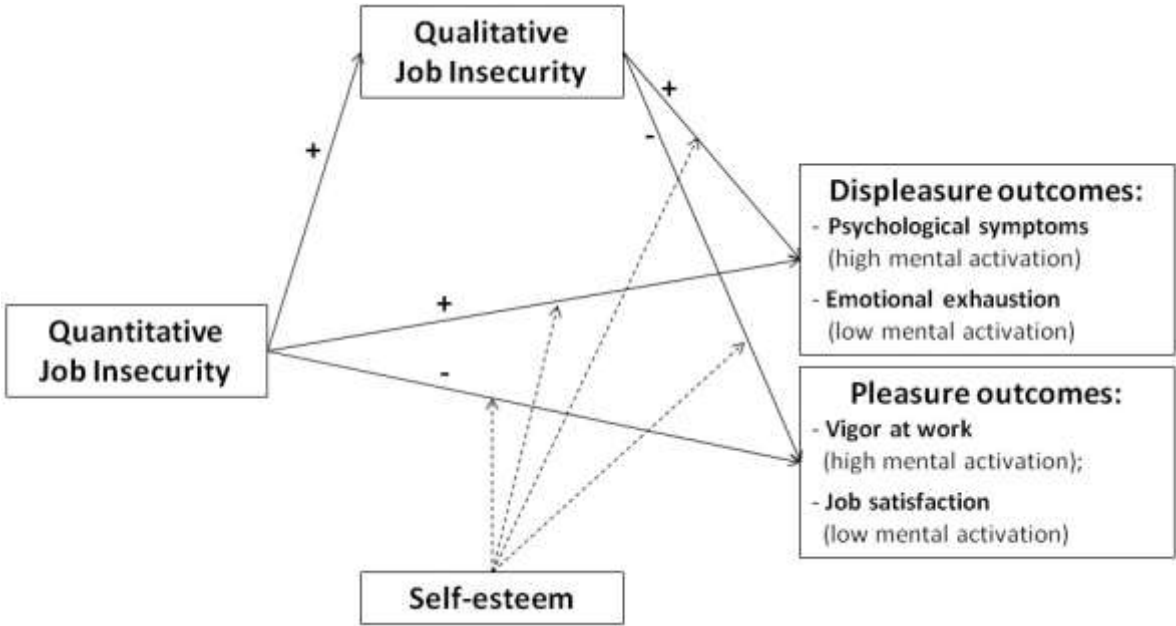 Qualitative
Job Insecurity
+
-
+
Displeasure outcomes:
- Psychological symptoms
(high mental activation)
- Emotional exhaustion
(low mental activation)
+
Quantitative
Job Insecurity
-
Pleasure outcomes:
- Vigor at work
(high mental activation);
- Job satisfaction
(low mental activation)
Self-esteem